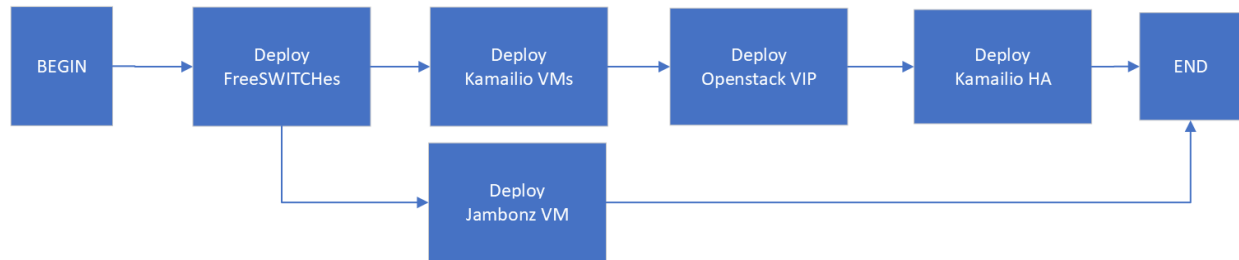 BEGIN
Deploy
FreeSWITCHes
Deploy
Kamailio VMs
Deploy
Openstack VIP
Deploy
Kamailio HA
END
Deploy
Jambonz VM